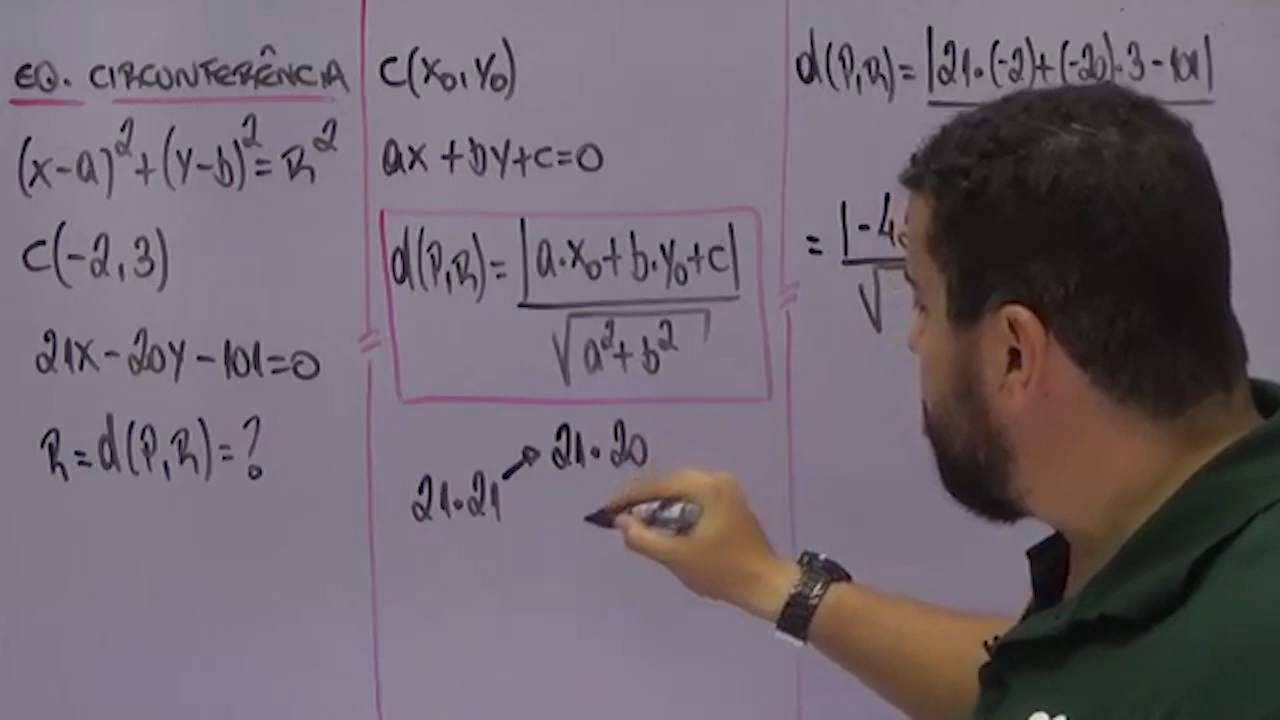 EQ. CIRCUNFERÊNCIA
(x-a)²+(y-b)²=R²
C(-2,3)
21x-20y-101=0
R=d(P,R)=?
C(x₀,y₀)
ax+by+c=0
d(P,R)=|a·x₀+b·y₀+c|
√a²+b²
21·20
21·21
d(P,R)=|21·(-2)+(-20)·3-101|
=|-4
√